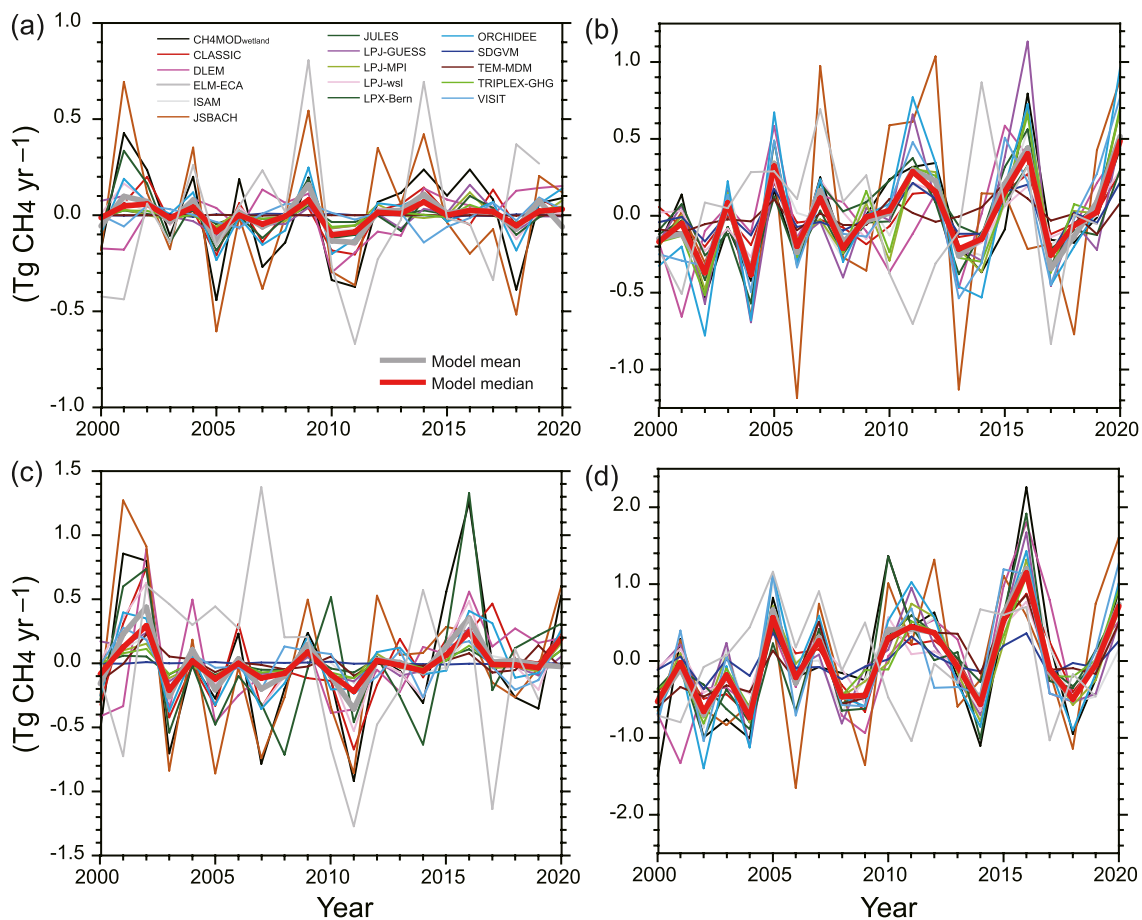 (a)
1.0
0.5
0.0
-0.5
-1.0
CH4MODwetland
CLASSIC
DLEM
ELM-ECA
ISAM
JSBACH
JULES
LPJ-GUESS
LPJ-MPI
LPJ-wsl
LPX-Bern
ORCHIDEE
SDGVM
TEM-MDM
TRIPLEX-GHG
VISIT
Model mean
Model median
2000 2005 2010 2015 2020
(Tg CH4 yr −1)
(b)
1.0
0.5
0.0
-0.5
-1.0
2000 2005 2010 2015 2020
(c)
1.5
1.0
0.5
0.0
-0.5
-1.0
-1.5
2000 2005 2010 2015 2020
(Tg CH4 yr −1)
Year
(d)
2.0
1.0
0.0
-1.0
-2.0
2000 2005 2010 2015 2020
Year